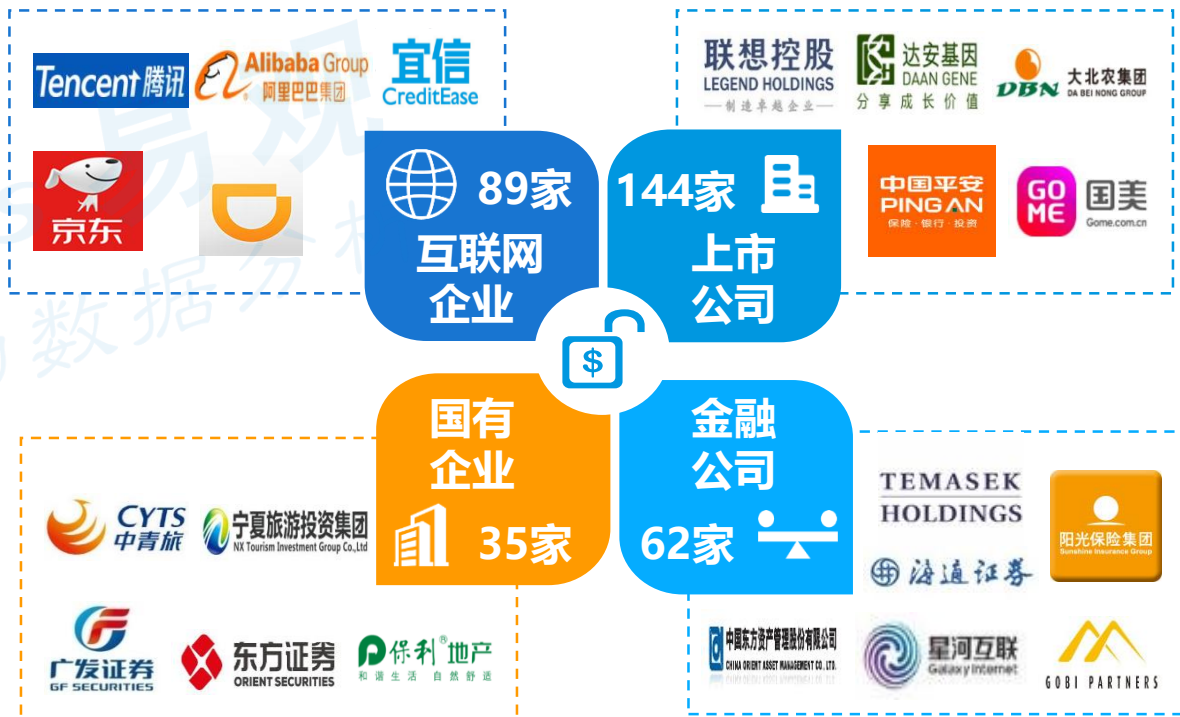 Tencent 腾讯
Alibaba Group
阿里巴巴集团
宜信
CreditEase
京东
89家
互联网
企业
联想控股
LEGEND HOLDINGS
制造卓越企业
达安基因
DAAN GENE
分享成长价值
DBN
大北农集团
DA BEI NONG GROUP
中国平安
PING AN
保险·银行·投资
GO
ME
国美
Gome.com.cn
144家
上市
公司
易观
数据分析
$
国有
企业
35家
CYTS
中青旅
宁夏旅游投资集团
NX Tourism Investment Group Co.,Ltd
广发证券
GF SECURITIES
东方证券
ORIENT SECURITIES
保利®地产
和谐生活 自然舒适
金融
公司
62家
TEMASEK
HOLDINGS
阳光保险集团
Sunshine Insurance Group
海通证券
中国东方资产管理股份有限公司
CHINA ORIENT ASSET MANAGEMENT CO., LTD.
星河互联
Galaxy Internet
GOBI PARTNERS